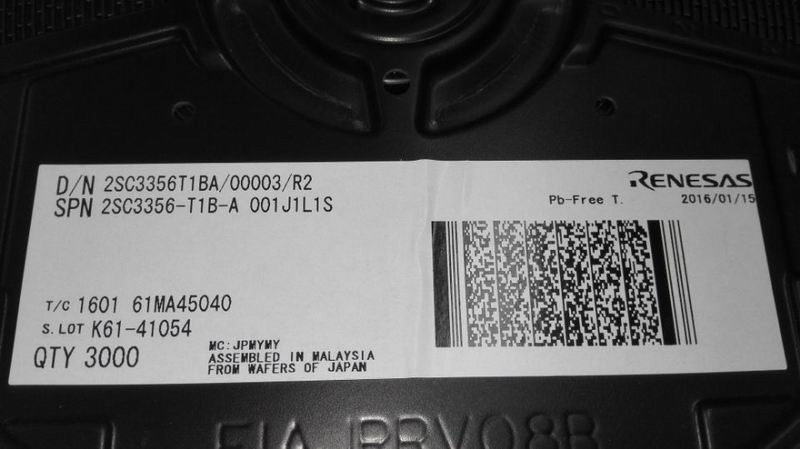 D/N 2SC3356T1BA/00003/R2
SPN 2SC3356-T1B-A 001J1L1S
RENESAS
Pb-Free T. 2016/01/15
T/C 1601 61MA45040
S. LOT K61-41054
QTY 3000
MC: JPMYMY
ASSEMBLED IN MALAYSIA
FROM WAFERS OF JAPAN